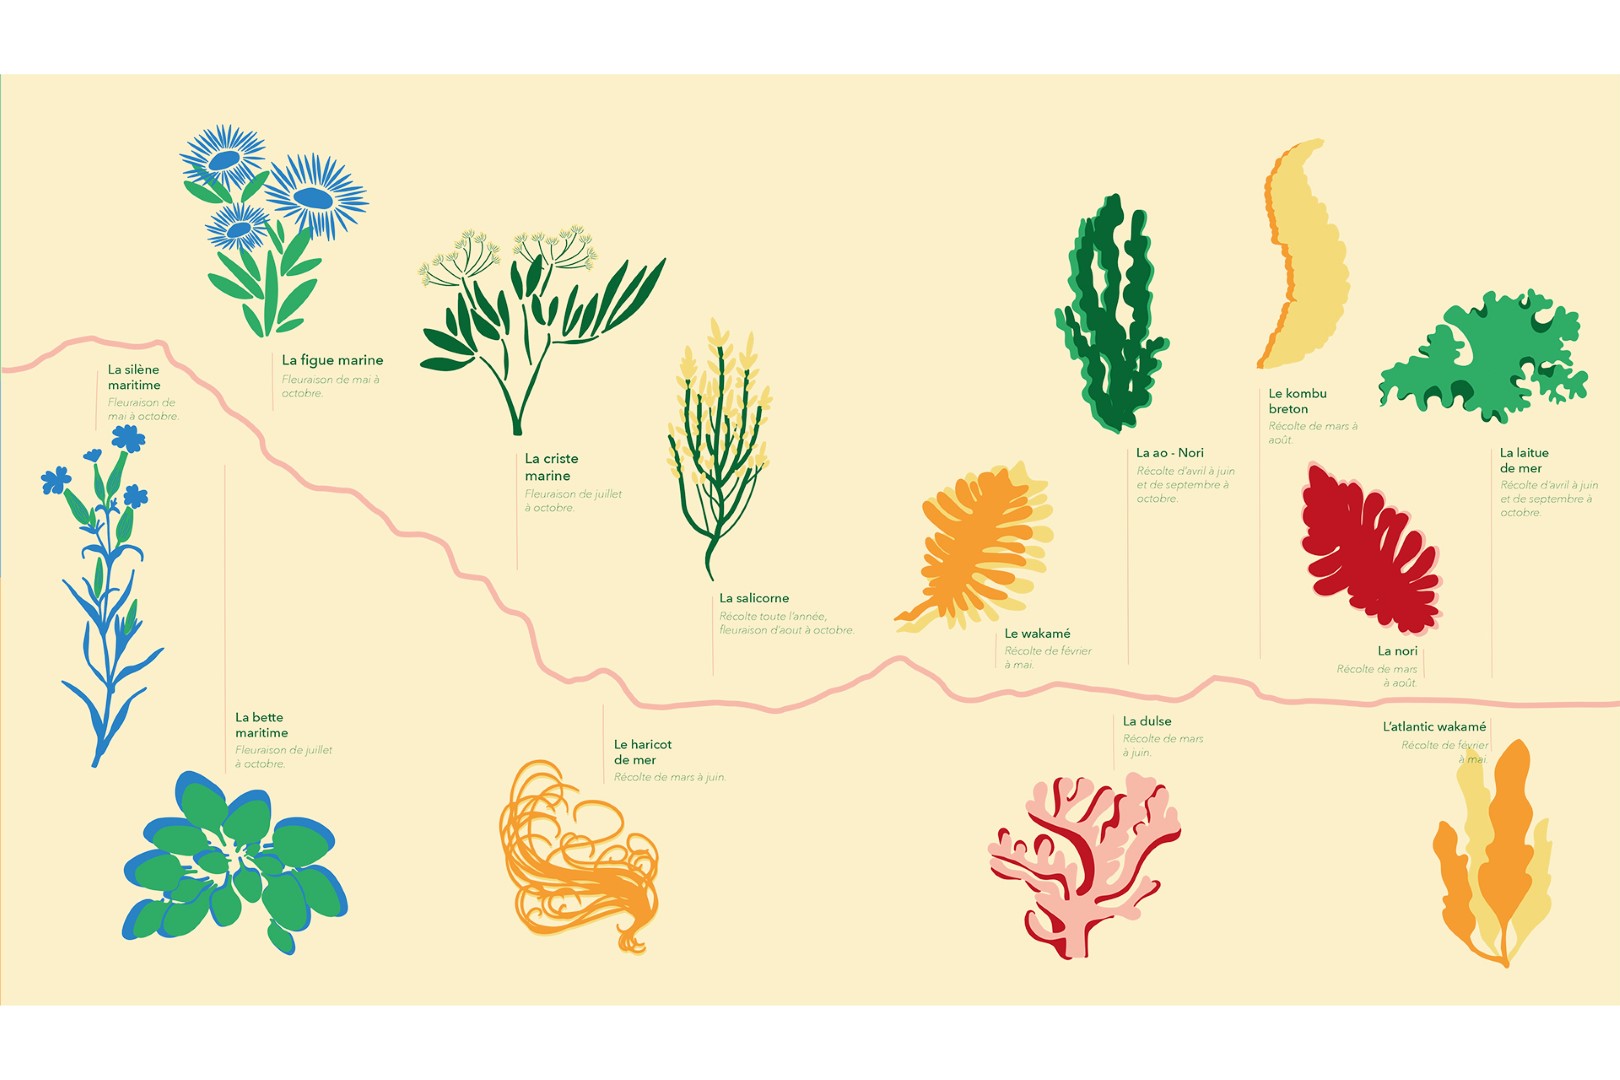 La silène
maritime
Fleuraison de
mai à octobre.
La figue marine
Fleuraison de mai à
octobre.
La criste
marine
Fleuraison de juillet
à octobre.
La salicorne
Récolte toute l'année,
fleuraison d'aout à octobre.
La bette
maritime
Fleuraison de juillet
à octobre.
Le haricot
de mer
Récolte de mars à juin.
Le wakamé
Récolte de février
à mai.
La ao - Nori
Récolte d'avril à juin
et de septembre à
octobre.
Le kombu
breton
Récolte de mars à
août.
La laitue
de mer
Récolte d'avril à juin
et de septembre à
octobre.
La nori
Récolte de mars
à août.
La dulse
Récolte de mars
à juin.
L'atlantic wakamé
Récolte de février
à mai.